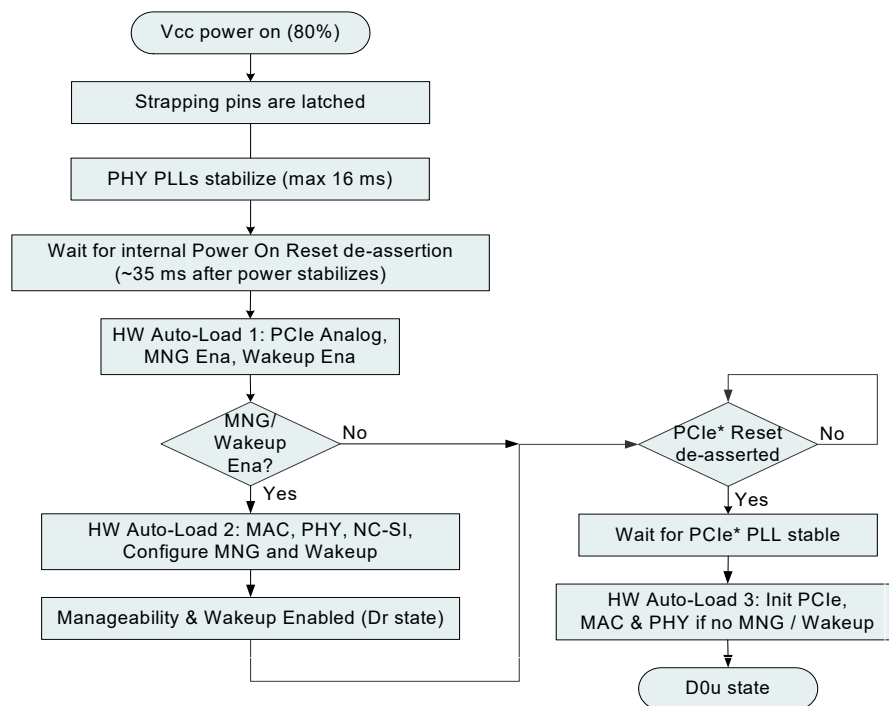 Vcc power on (80%)
Strapping pins are latched
PHY PLLs stabilize (max 16 ms)
Wait for internal Power On Reset de-assertion
(~35 ms after power stabilizes)
HW Auto-Load 1: PCIe Analog,
MNG Ena, Wakeup Ena
MNG/
Wakeup
Ena?
No
Yes
HW Auto-Load 2: MAC, PHY, NC-SI,
Configure MNG and Wakeup
Manageability & Wakeup Enabled (Dr state)
PCIe* Reset
de-asserted
No
Yes
Wait for PCIe* PLL stable
HW Auto-Load 3: Init PCIe,
MAC & PHY if no MNG / Wakeup
D0u state